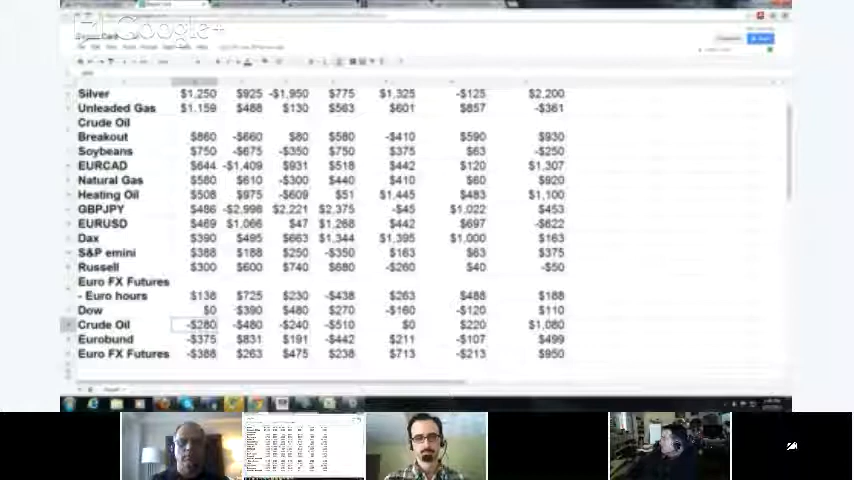 Google+
Silver $1,250 $925 -$1,950 $775 $1,325 -$125 $2,200
Unleaded Gas $1,159 $488 $130 $563 $601 $857 -$361
Crude Oil
Breakout $860 -$660 $80 $580 -$410 $590 $930
Soybeans $750 -$675 -$350 $750 $375 $63 -$250
EURCAD $644 -$1,409 $931 $518 $442 $120 $1,307
Natural Gas $580 $610 -$300 $440 $410 $60 $920
Heating Oil $508 $975 -$609 $51 $1,445 $483 $1,100
GBPJPY $486 -$2,998 $2,221 $2,375 -$45 $1,022 $453
EURUSD $469 $1,066 $47 $1,268 $442 $697 -$622
Dax $390 $495 $663 $1,344 $1,395 $1,000 $163
S&P emini $388 $188 $250 -$350 $163 $63 $375
Russell $300 $600 $740 $680 -$260 $40 -$50
Euro FX Futures
- Euro hours $138 $725 $230 -$438 $263 $488 $188
Dow $0 $390 $480 $270 -$160 -$120 $110
Crude Oil -$280 -$480 -$240 -$510 $0 $220 $1,080
Eurobund -$375 $831 $191 -$442 $211 -$107 $499
Euro FX Futures -$388 $263 $475 $238 $713 -$213 $950